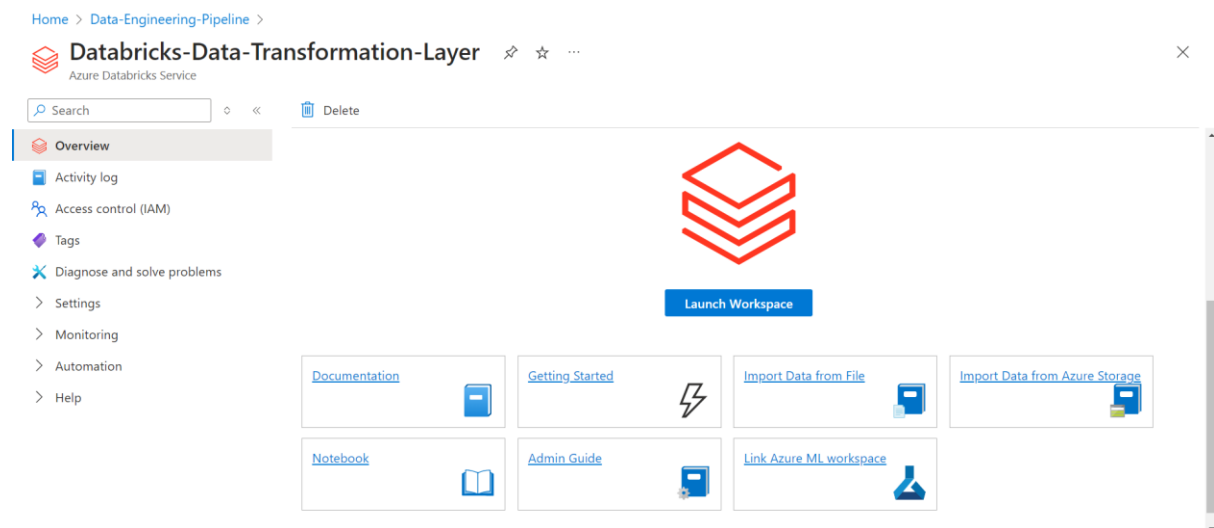 Home > Data-Engineering-Pipeline >
Databricks-Data-Transformation-Layer
Azure Databricks Service
Search
Delete
Overview
Activity log
Access control (IAM)
Tags
Diagnose and solve problems
Settings
Monitoring
Automation
Help
Launch Workspace
Documentation
Getting Started
Import Data from File
Import Data from Azure Storage
Notebook
Admin Guide
Link Azure ML workspace